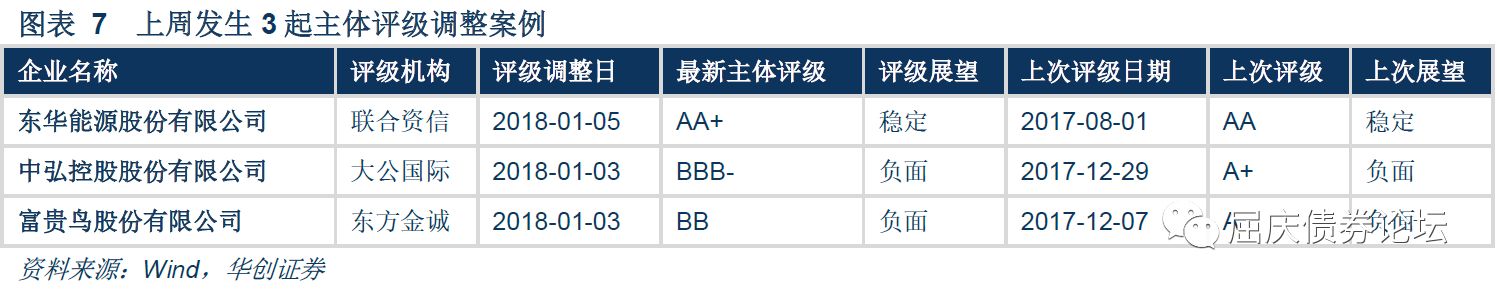 图表 7 上周发生 3 起主体评级调整案例
企业名称 评级机构 评级调整日 最新主体评级 评级展望 上次评级日期 上次评级 上次展望
东华能源股份有限公司 联合资信 2018-01-05 AA+ 稳定 2017-08-01 AA 稳定
中弘控股股份有限公司 大公国际 2018-01-03 BBB- 负面 2017-12-29 A+ 负面
富贵鸟股份有限公司 东方金诚 2018-01-03 BB 负面 2017-12-07 负面
屈庆债券论坛
资料来源：Wind，华创证券